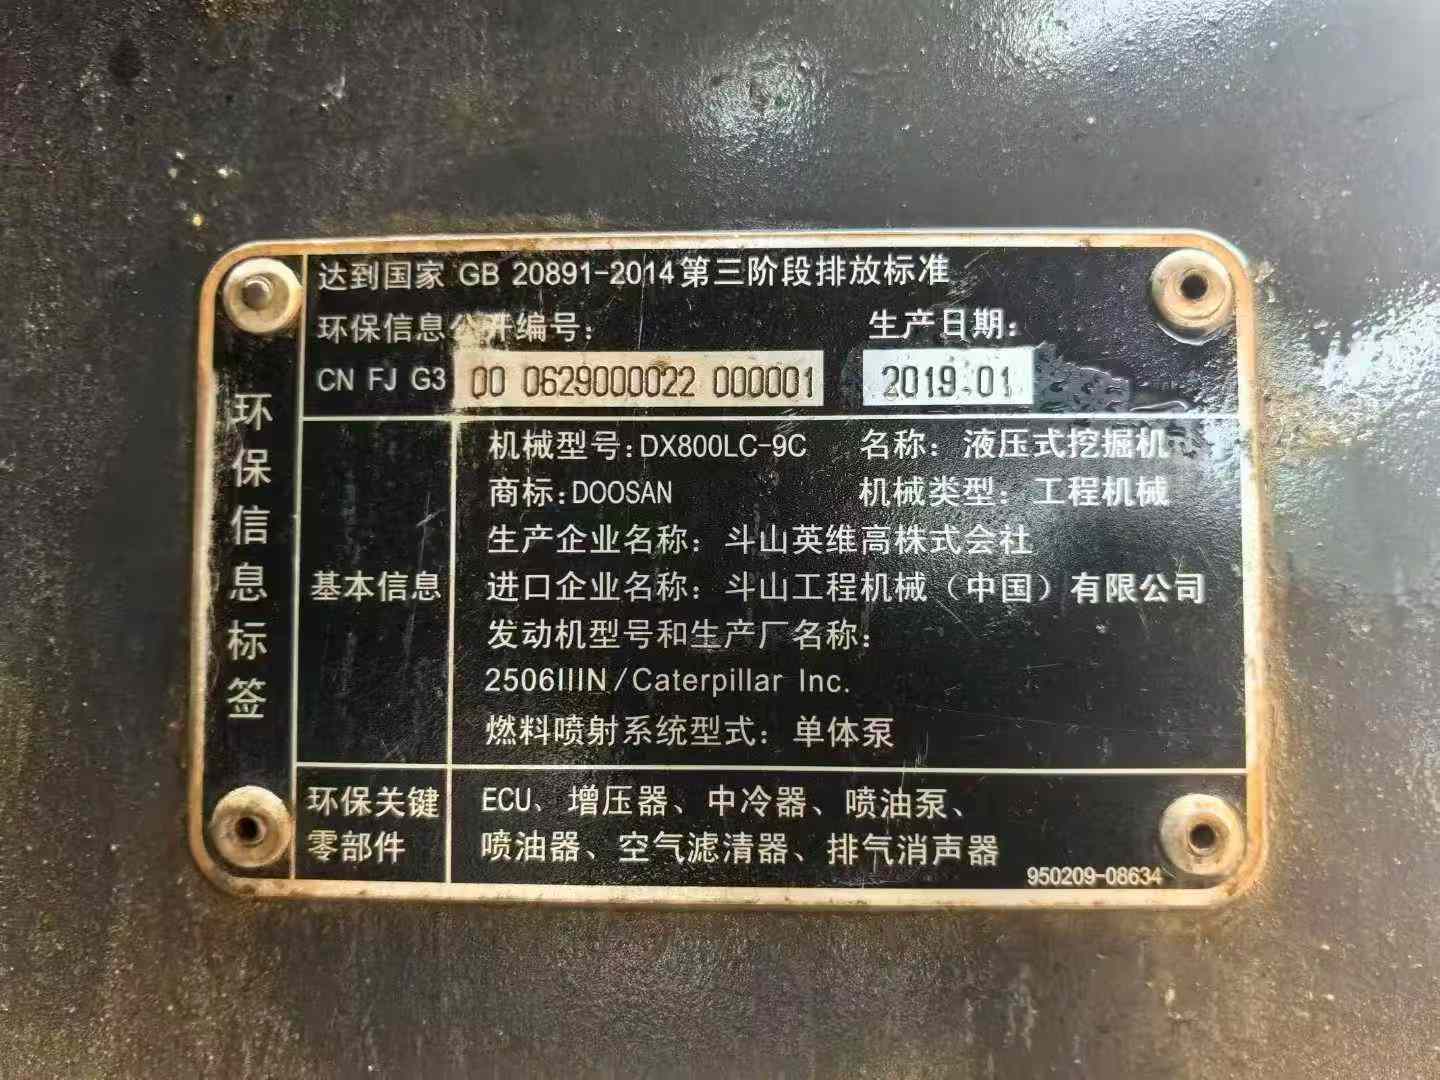 环保信息标签
达到国家 GB 20891-2014第三阶段排放标准
环保信息公开编号: 生产日期:
CN FJ G3 00 0629000022 000001 2019.01
基本信息
机械型号:DX800LC-9C 名称: 液压式挖掘机
商标:DOOSAN 机械类型: 工程机械
生产企业名称: 斗山英维高株式会社
进口企业名称: 斗山工程机械（中国）有限公司
发动机型号和生产厂名称:
2506IIIN/Caterpillar Inc.
燃料喷射系统型式: 单体泵
环保关键
零部件
ECU、增压器、中冷器、喷油泵、
喷油器、空气滤清器、排气消声器
950209-08634